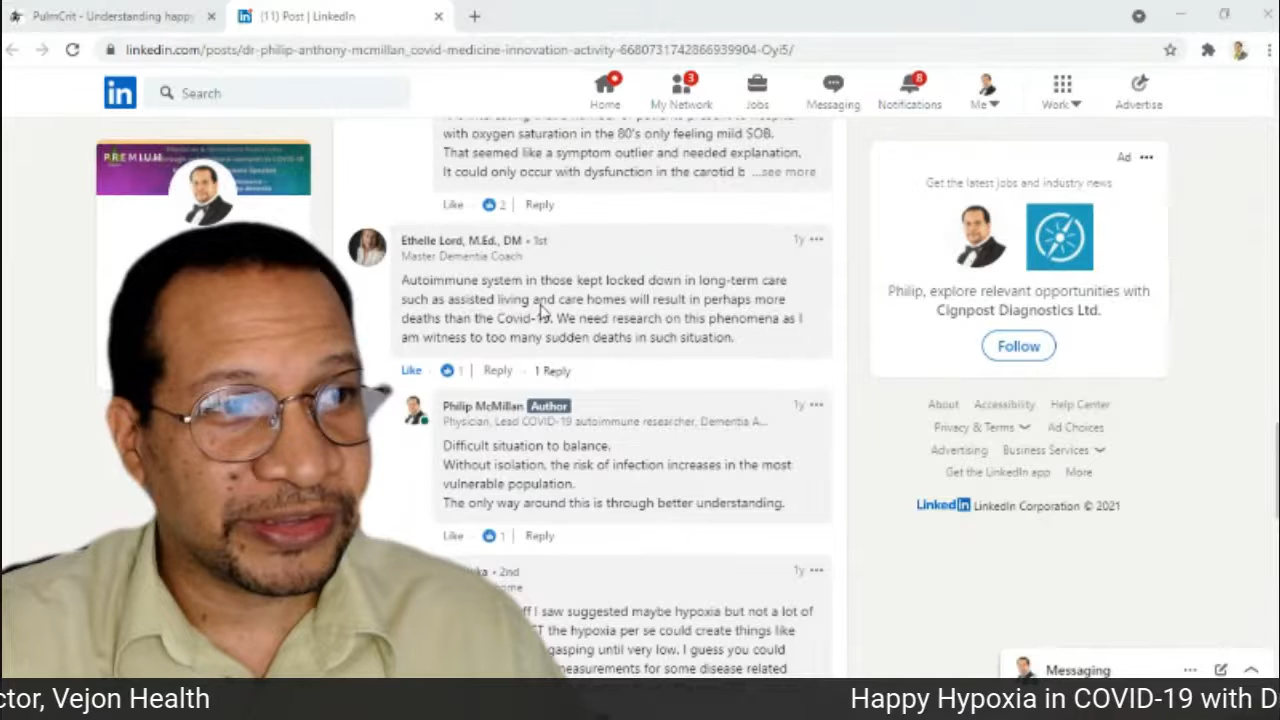 PulmCrit - Understanding happy
(11) Post | LinkedIn
linkedin.com/posts/dr-philip-anthony-mcmillan_covid-medicine-innovation-activity-6680731742866939904-Oyi5/
in
Search
Home
3
My Network
Jobs
Messaging
8
Notifications
Me
Work
Advertise
PREMIUM
with oxygen saturation in the 80's only feeling mild SOB.
That seemed like a symptom outlier and needed explanation.
It could only occur with dysfunction in the carotid b ...see more
Like 2 | Reply
Ethelle Lord, M.Ed., DM • 1st
1y
Master Dementia Coach
Autoimmune system in those kept locked down in long-term care
such as assisted living and care homes will result in perhaps more
deaths than the Covid-19. We need research on this phenomena as I
am witness to too many sudden deaths in such situation.
Like 1 | Reply · 1 Reply
Philip McMillan Author
1y
Physician, Lead COVID-19 autoimmune researcher, Dementia A...
Difficult situation to balance.
Without isolation, the risk of infection increases in the most
vulnerable population.
The only way around this is through better understanding.
Like 1 | Reply
ka • 2nd
1y
ome
ff I saw suggested maybe hypoxia but not a lot of
T the hypoxia per se could create things like
gasping until very low. I guess you could
measurements for some disease related
Ad
Get the latest jobs and industry news
Philip, explore relevant opportunities with
Cignpost Diagnostics Ltd.
Follow
About Accessibility Help Center
Privacy & Terms Ad Choices
Advertising Business Services
Get the LinkedIn app More
LinkedIn LinkedIn Corporation © 2021
Messaging
ctor, Vejon Health
Happy Hypoxia in COVID-19 with D